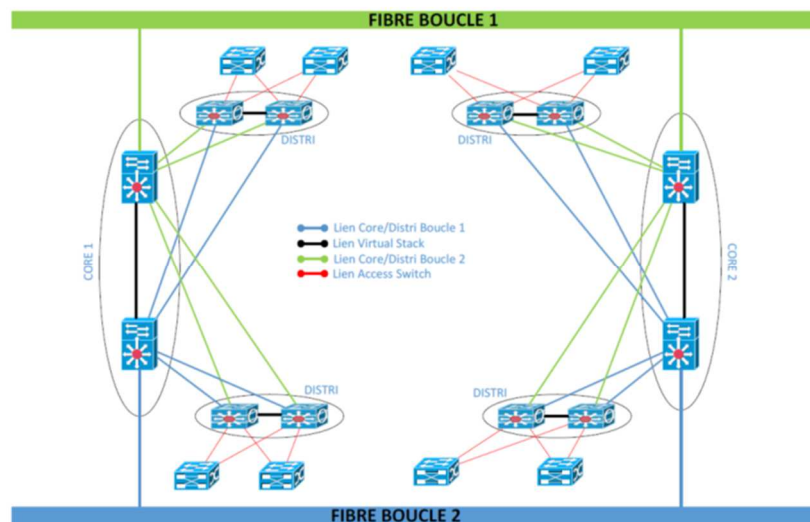 FIBRE BOUCLE 1
DISTRI
DISTRI
CORE 1
Lien Core/Distri Boucle 1
Lien Virtual Stack
Lien Core/Distri Boucle 2
Lien Access Switch
CORE 2
DISTRI
DISTRI
FIBRE BOUCLE 2